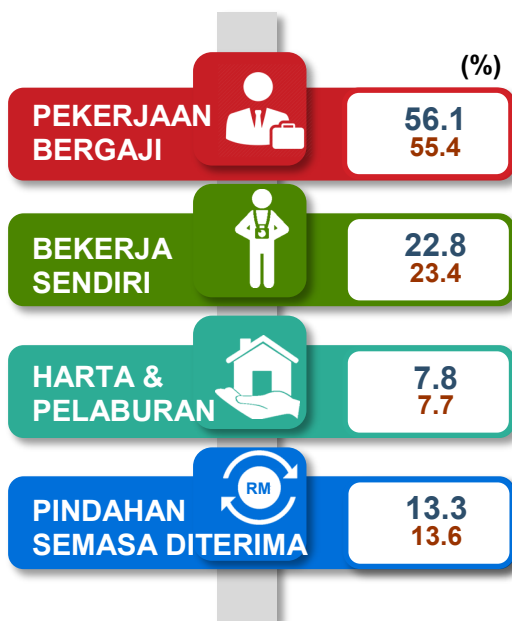 (%)
PEKERJAAN
BERGAJI
56.1
55.4
BEKERJA
SENDIRI
22.8
23.4
HARTA &
PELABURAN
7.8
7.7
RM
PINDAHAN
SEMASA DITERIMA
13.3
13.6